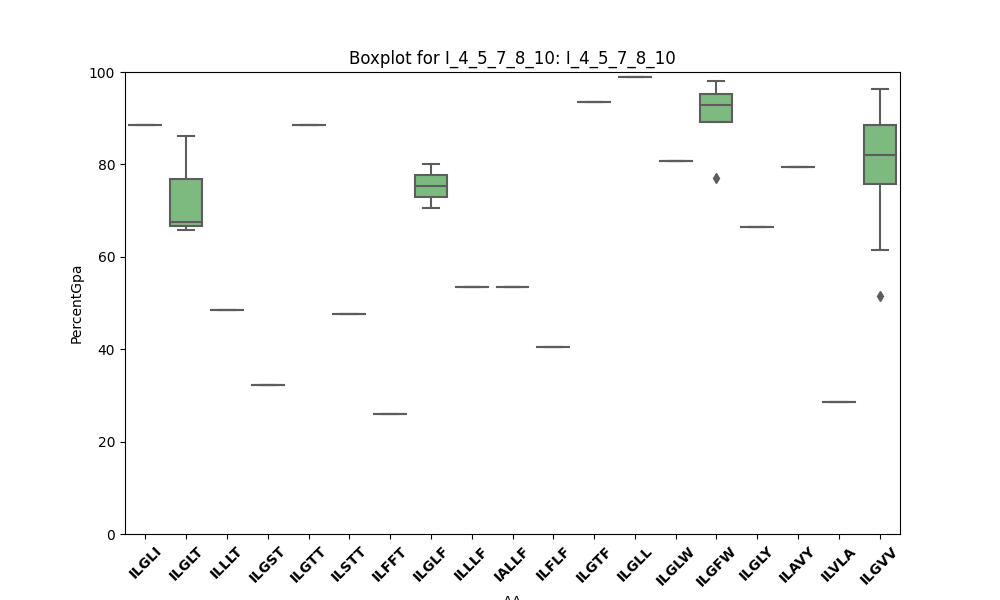 Boxplot for I_4_5_7_8_10: I_4_5_7_8_10
100
80
60
40
20
0
PercentGpa
ILGLI
ILGLT
ILLLT
ILGST
ILGTT
ILSTT
ILFFT
ILGLF
ILLLF
IALLF
ILFLF
ILGTF
ILGLL
ILGLW
ILGFW
ILGLY
ILAVY
ILVLA
ILGVV